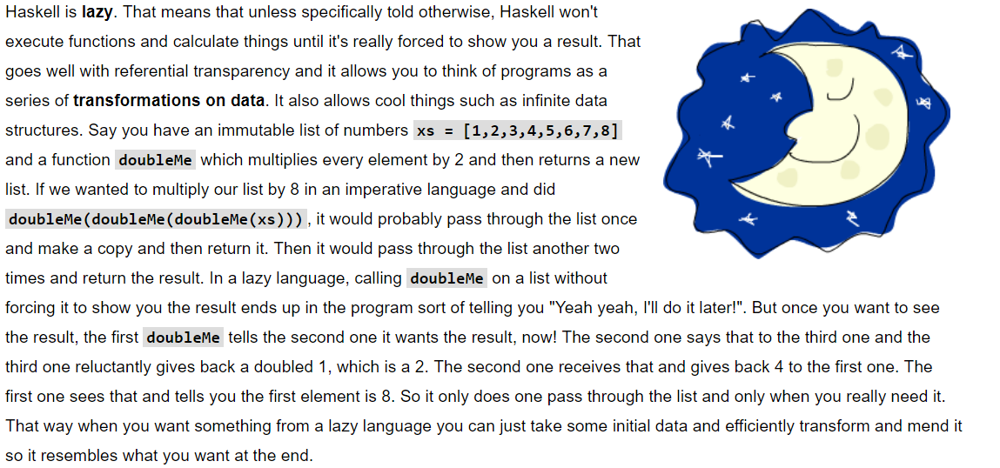 Haskell is lazy. That means that unless specifically told otherwise, Haskell won't
execute functions and calculate things until it's really forced to show you a result. That
goes well with referential transparency and it allows you to think of programs as a
series of transformations on data. It also allows cool things such as infinite data
structures. Say you have an immutable list of numbers xs = [1,2,3,4,5,6,7,8]
and a function doubleMe which multiplies every element by 2 and then returns a new
list. If we wanted to multiply our list by 8 in an imperative language and did
doubleMe(doubleMe(doubleMe(xs))), it would probably pass through the list once
and make a copy and then return it. Then it would pass through the list another two
times and return the result. In a lazy language, calling doubleMe on a list without
forcing it to show you the result ends up in the program sort of telling you "Yeah yeah, I'll do it later!". But once you want to see
the result, the first doubleMe tells the second one it wants the result, now! The second one says that to the third one and the
third one reluctantly gives back a doubled 1, which is a 2. The second one receives that and gives back 4 to the first one. The
first one sees that and tells you the first element is 8. So it only does one pass through the list and only when you really need it.
That way when you want something from a lazy language you can just take some initial data and efficiently transform and mend it
so it resembles what you want at the end.